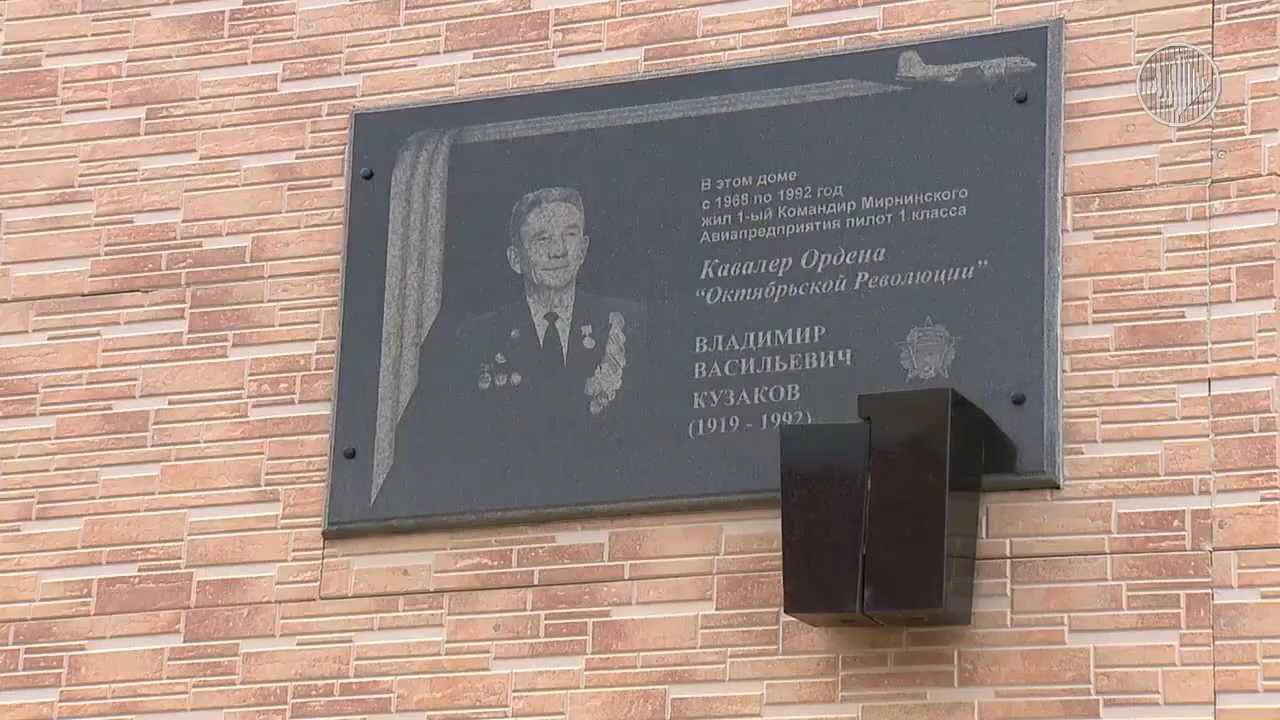 В этом доме
с 1968 по 1992 год
жил 1-ый Командир Мирнинского
Авиапредприятия пилот 1 класса
Кавалер Ордена
“Октябрьской Революции”
ВЛАДИМИР
ВАСИЛЬЕВИЧ
КУЗАКОВ
(1919 - 1992)